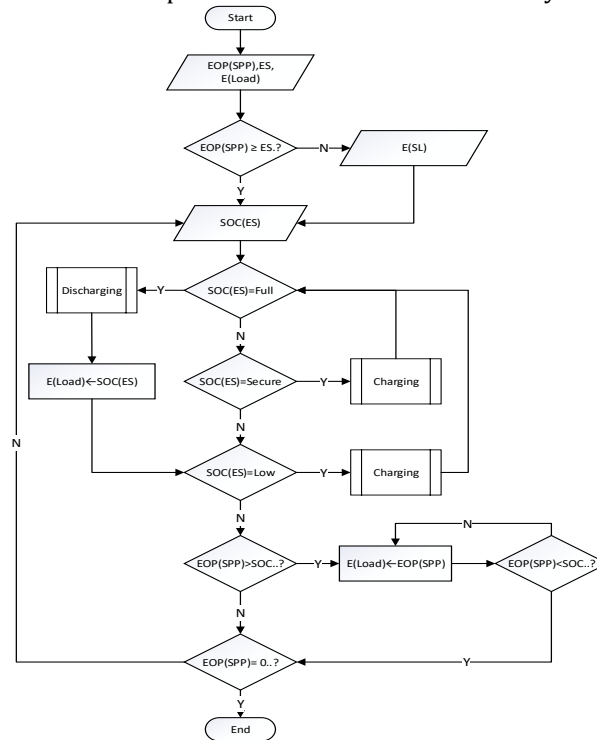 Start
EOP(SPP),ES,
E(Load)
EOP(SPP) ≥ ES.?
N
E(SL)
Y
SOC(ES)
Discharging
Y
SOC(ES)=Full
N
E(Load)←SOC(ES)
SOC(ES)=Secure
Y
Charging
N
N
SOC(ES)=Low
Y
Charging
N
N
EOP(SPP)>SOC..?
Y
E(Load)←EOP(SPP)
EOP(SPP)<SOC..?
N
EOP(SPP)= 0..?
Y
Y
End